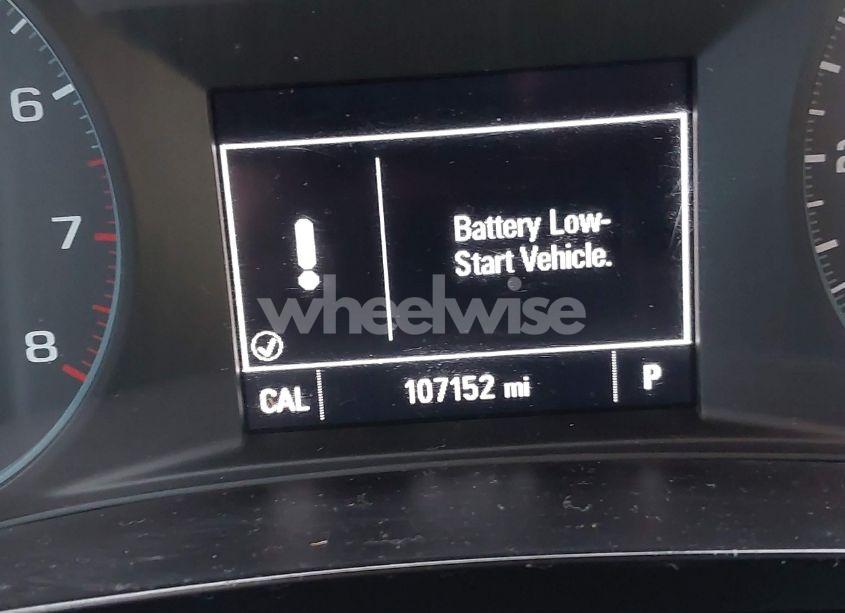 6
7
8
Battery Low-
Start Vehicle.
wheelwise
CAL 107152 mi P